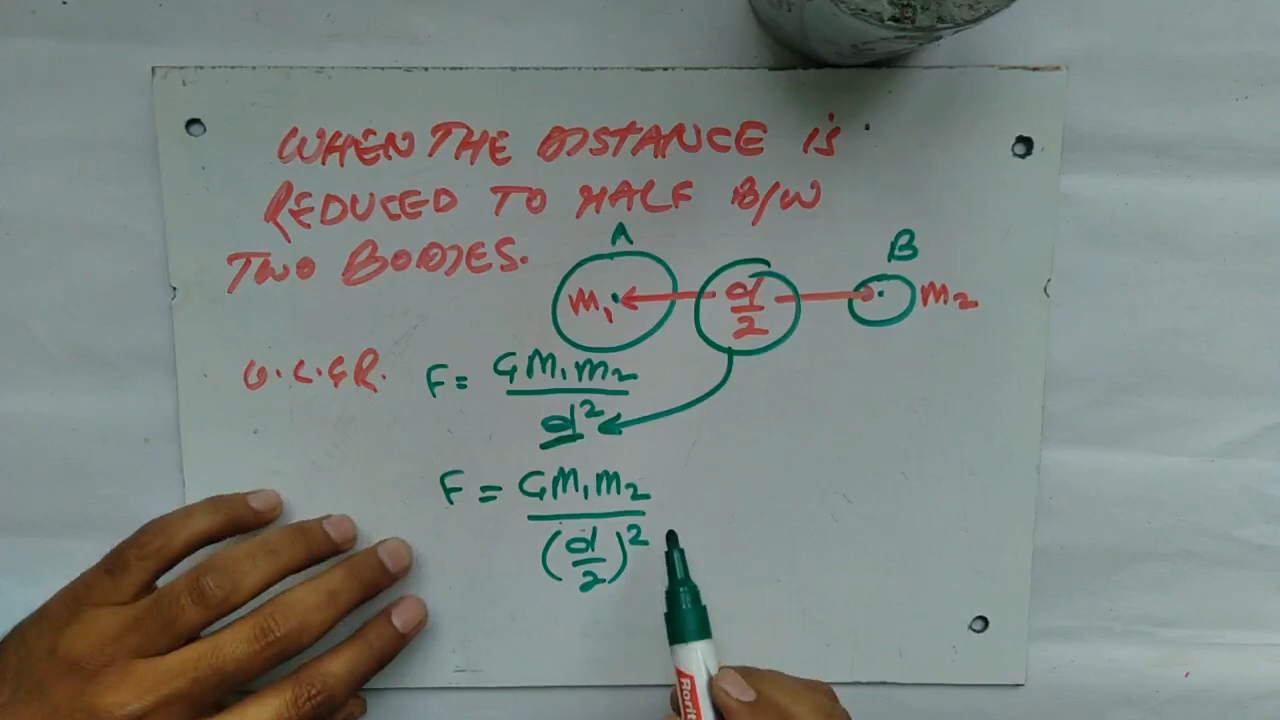 WHEN THE DISTANCE iS
REDUCED TO HALF B/W
TWO BODIES.
A
B
m₁
d/2
m₂
U.L.G.R.
F = Gm₁m₂/d²
F = Gm₁m₂/(d/2)²